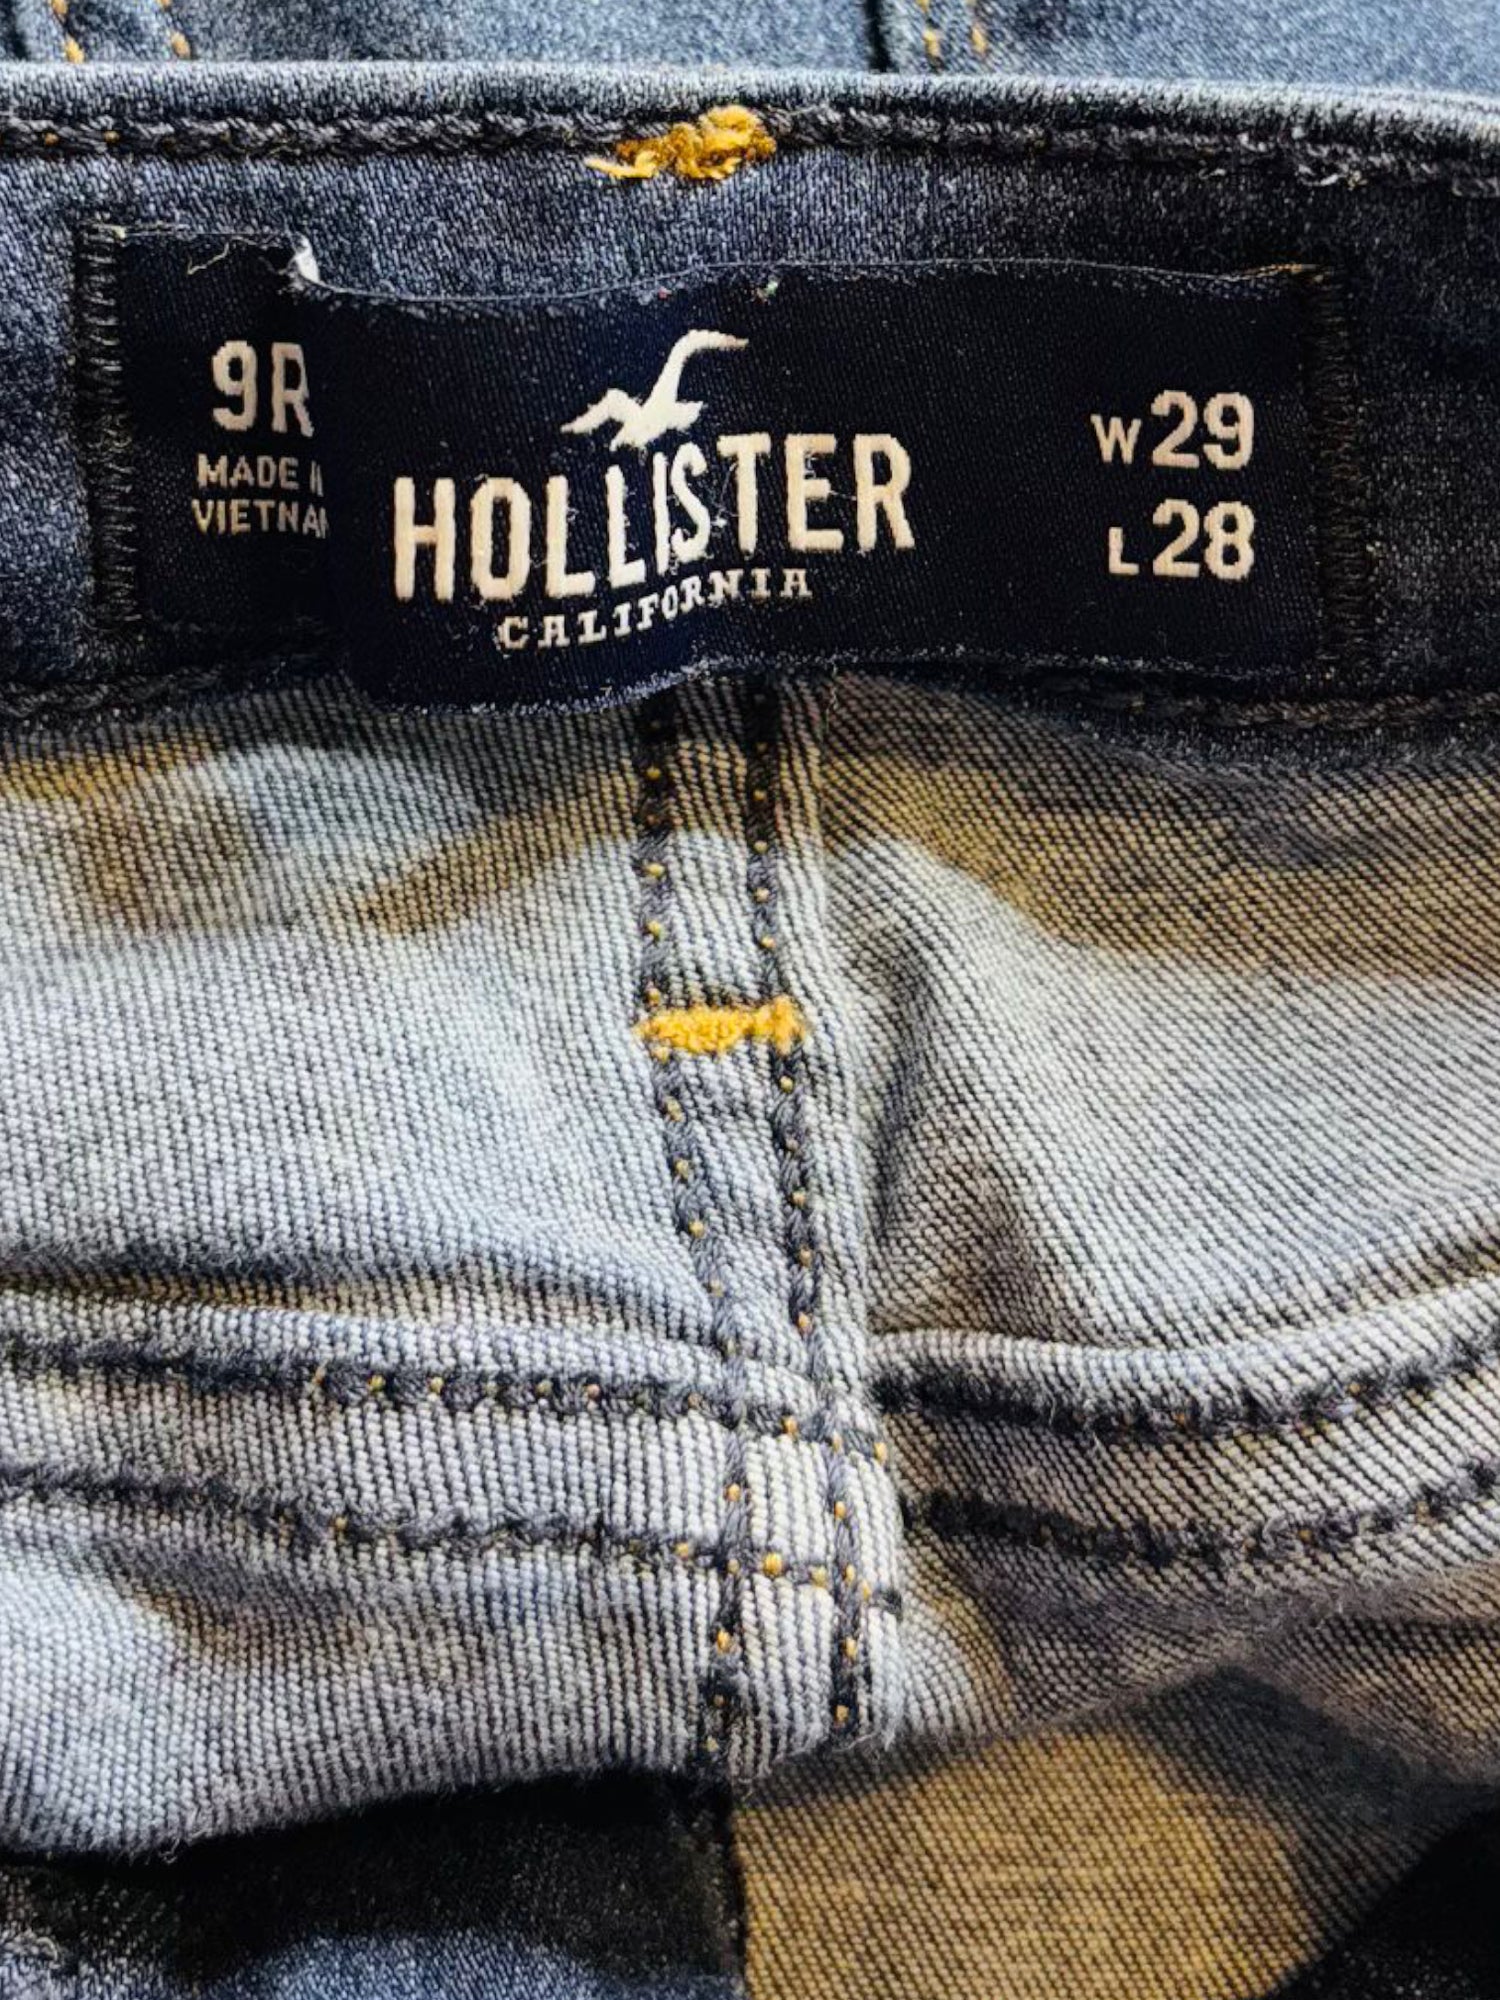 9R
MADE I
VIETNA
HOLLISTER
CALIFORNIA
W29
L28